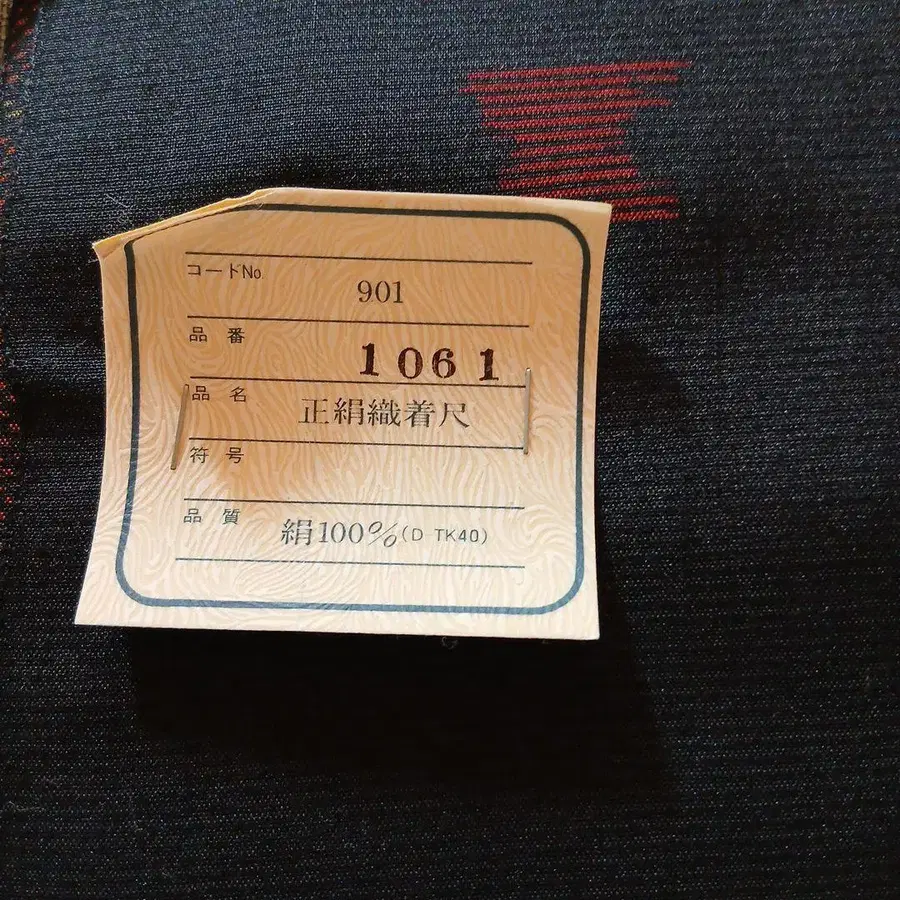 コードNo.
901
品番
1061
品名
正絹織着尺
符号
品質
絹100%(D TK40)